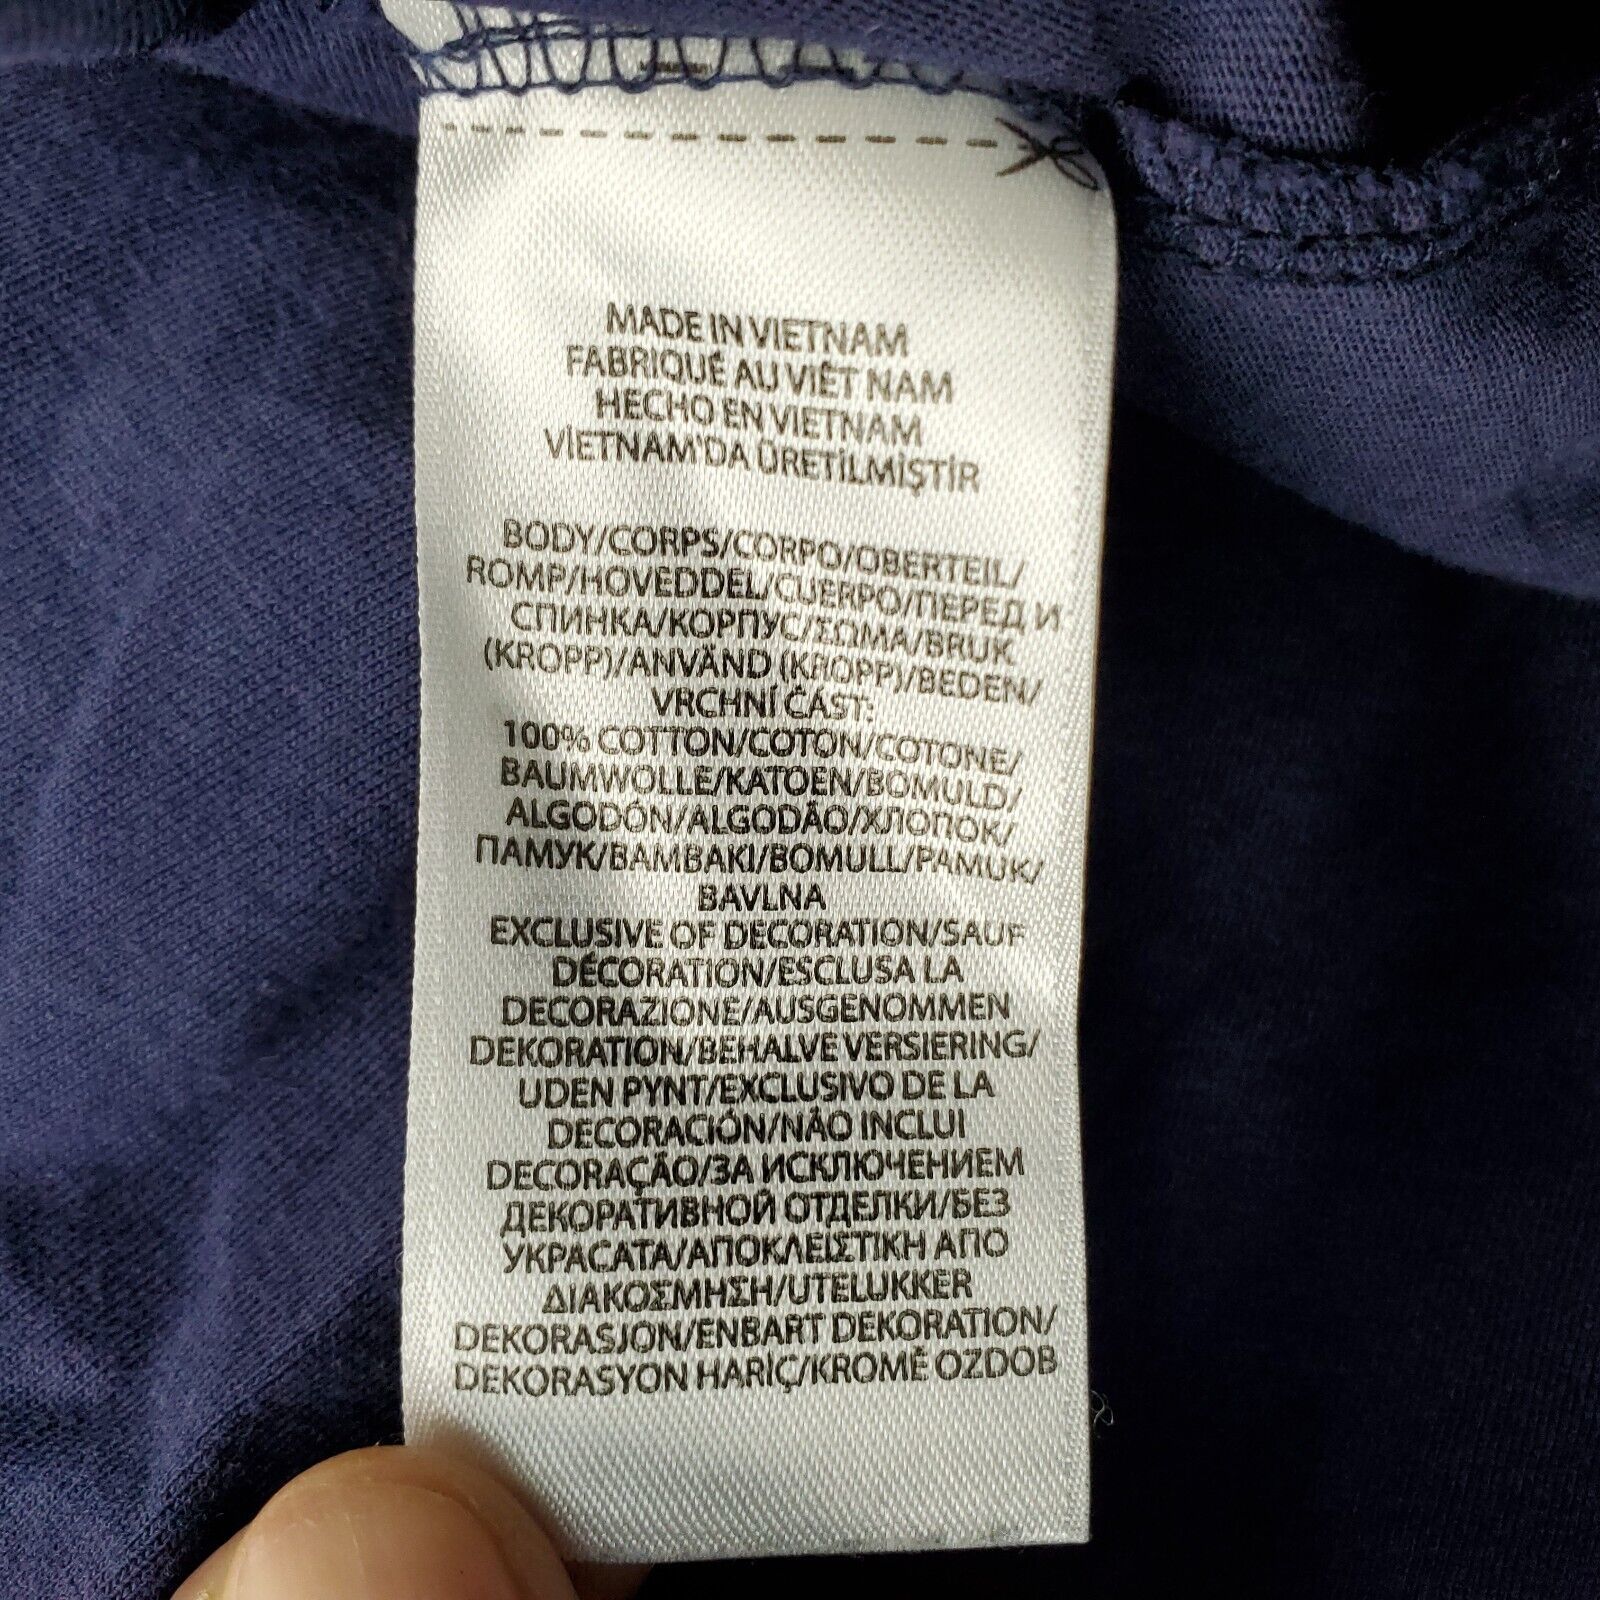 MADE IN VIETNAM
FABRIQUÉ AU VIÊT NAM
HECHO EN VIETNAM
VİETNAM'DA ÜRETİLMİŞTİR
BODY/CORPS/CORPO/OBERTEIL/
ROMP/HOVEDDEL/CUERPO/ПЕРЕД И
СПИНКА/КОРПУС/ΣΩΜΑ/BRUK
(KROPP)/ANVÄND (KROPP)/BEDEN/
VRCHNÍ ČÁST:
100% COTTON/COTON/COTONE/
BAUMWOLLE/KATOEN/BOMULD/
ALGODÓN/ALGODÃO/ХЛОПОК/
ПАМУК/ΒΑΜΒΑΚΙ/BOMULL/PAMUK/
BAVLNA
EXCLUSIVE OF DECORATION/SAUF
DÉCORATION/ESCLUSA LA
DECORAZIONE/AUSGENOMMEN
DEKORATION/BEHALVE VERSIERING/
UDEN PYNT/EXCLUSIVO DE LA
DECORACIÓN/NÃO INCLUI
DECORAÇÃO/ЗА ИСКЛЮЧЕНИЕМ
ДЕКОРАТИВНОЙ ОТДЕЛКИ/БЕЗ
УКРАСАТА/ΑΠΟΚΛΕΙΣΤΙΚΗ ΑΠΟ
ΔΙΑΚΟΣΜΗΣΗ/UTELUKKER
DEKORASJON/ENBART DEKORATION/
DEKORASYON HARİÇ/KROMĚ OZDOB